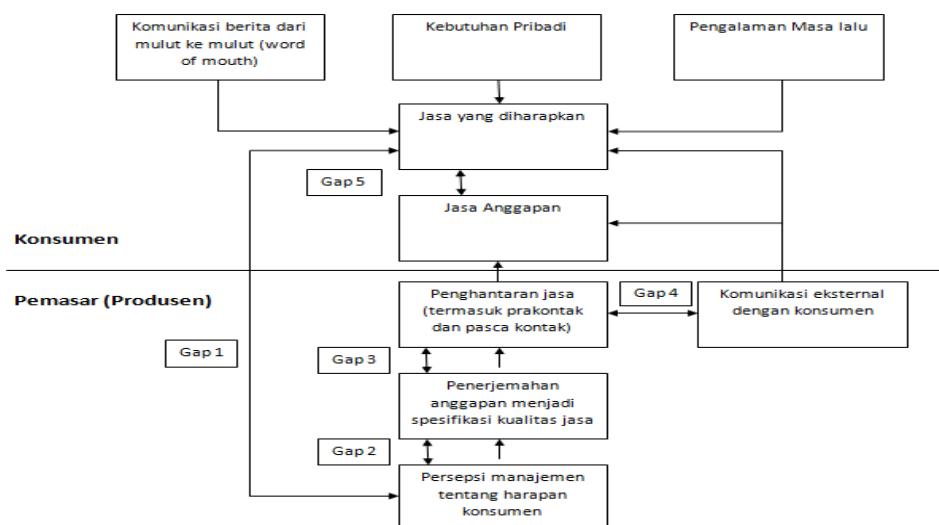 Komunikasi berita dari
mulut ke mulut (word
of mouth)
Kebutuhan Pribadi
Pengalaman Masa lalu
Jasa yang diharapkan
Gap 5
Jasa Anggapan
Konsumen
Pemasar (Produsen)
Penghantaran jasa
(termasuk prakontak
dan pasca kontak)
Gap 4
Komunikasi eksternal
dengan konsumen
Gap 1
Gap 3
Penerjemahan
anggapan menjadi
spesifikasi kualitas jasa
Gap 2
Persepsi manajemen
tentang harapan
konsumen